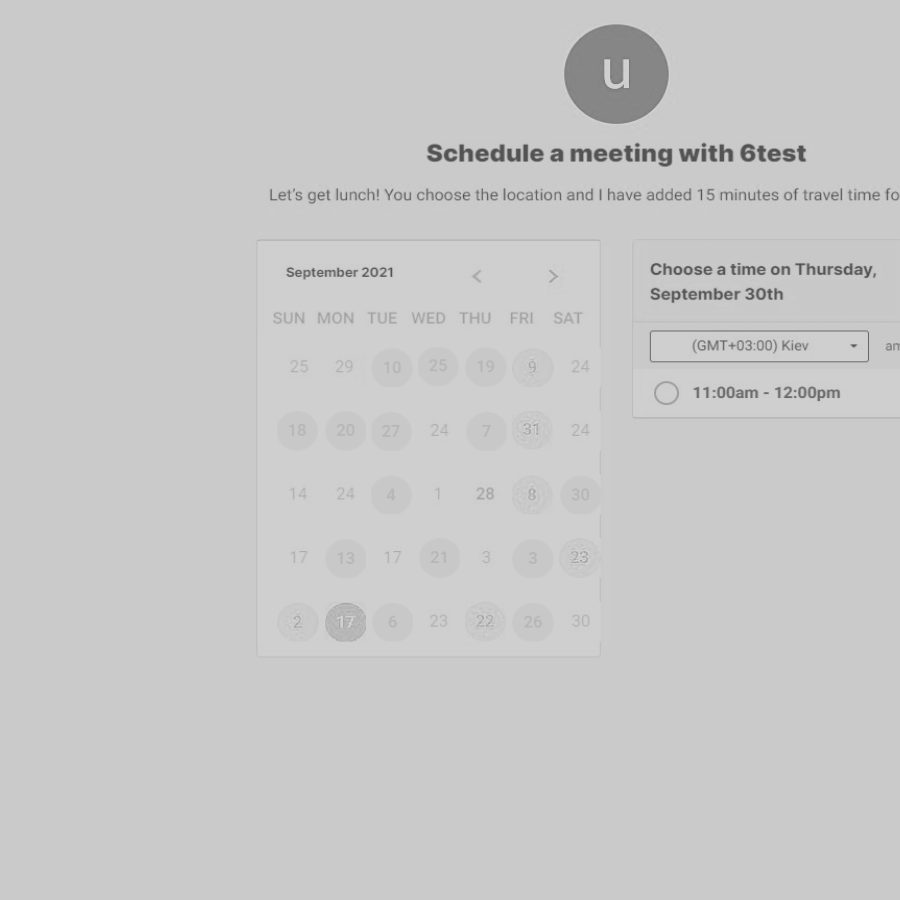 u
Schedule a meeting with 6test
Let's get lunch! You choose the location and I have added 15 minutes of travel time fo
September 2021
SUN MON TUE WED THU FRI SAT
25 29 10 25 19 9 24
18 20 27 24 7 31 24
14 24 4 1 28 8 30
17 13 17 21 3 3 23
2 17 6 23 22 26 30
Choose a time on Thursday,
September 30th
(GMT+03:00) Kiev am
11:00am - 12:00pm